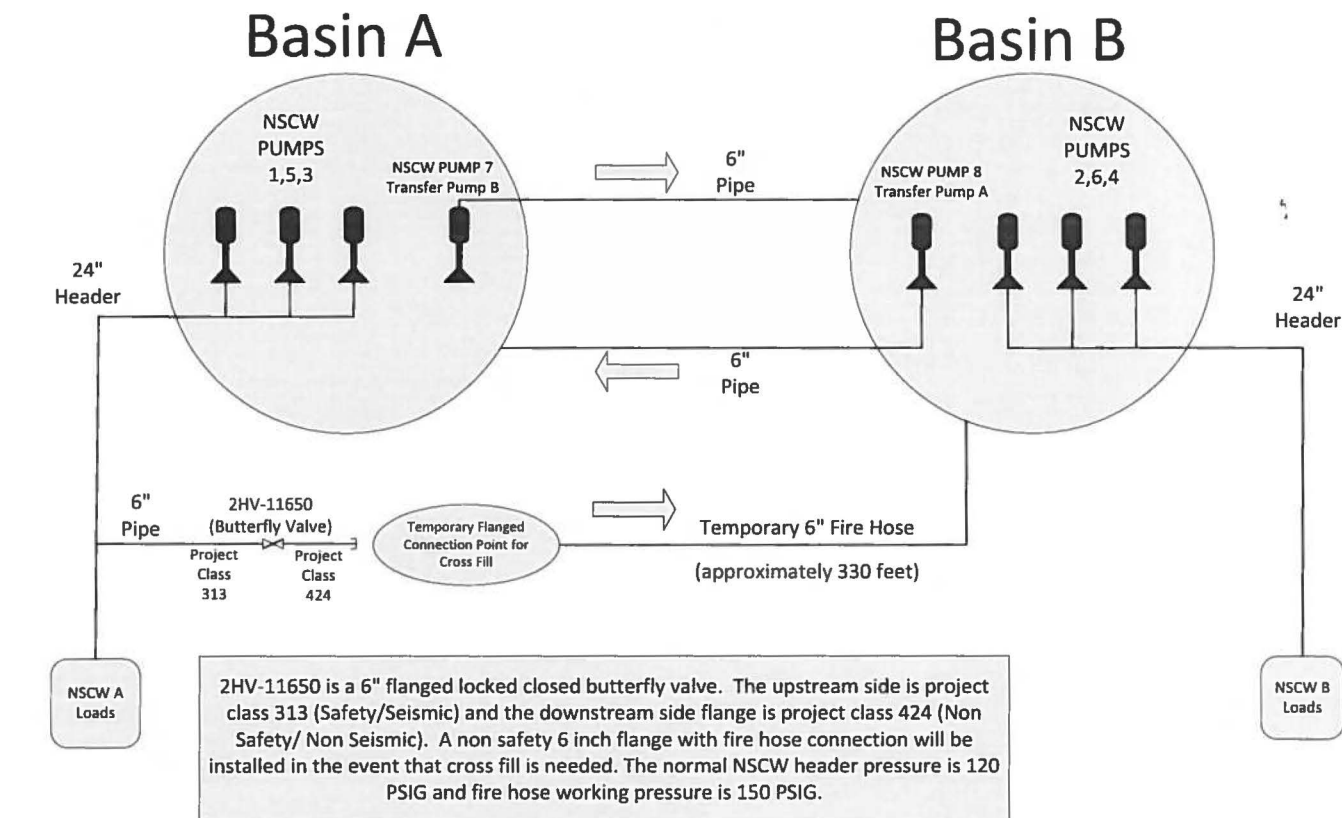 Basin A
Basin B
NSCW
PUMPS
1,5,3
NSCW PUMP 7
Transfer Pump B
6"
Pipe
NSCW PUMP 8
Transfer Pump A
NSCW
PUMPS
2,6,4
24"
Header
24"
Header
6"
Pipe
6"
Pipe
2HV-11650
(Butterfly Valve)
Project
Class
313
Project
Class
424
Temporary Flanged
Connection Point for
Cross Fill
Temporary 6" Fire Hose
(approximately 330 feet)
NSCW A
Loads
2HV-11650 is a 6" flanged locked closed butterfly valve. The upstream side is project
class 313 (Safety/Seismic) and the downstream side flange is project class 424 (Non
Safety/ Non Seismic). A non safety 6 inch flange with fire hose connection will be
installed in the event that cross fill is needed. The normal NSCW header pressure is 120
PSIG and fire hose working pressure is 150 PSIG.
NSCW B
Loads